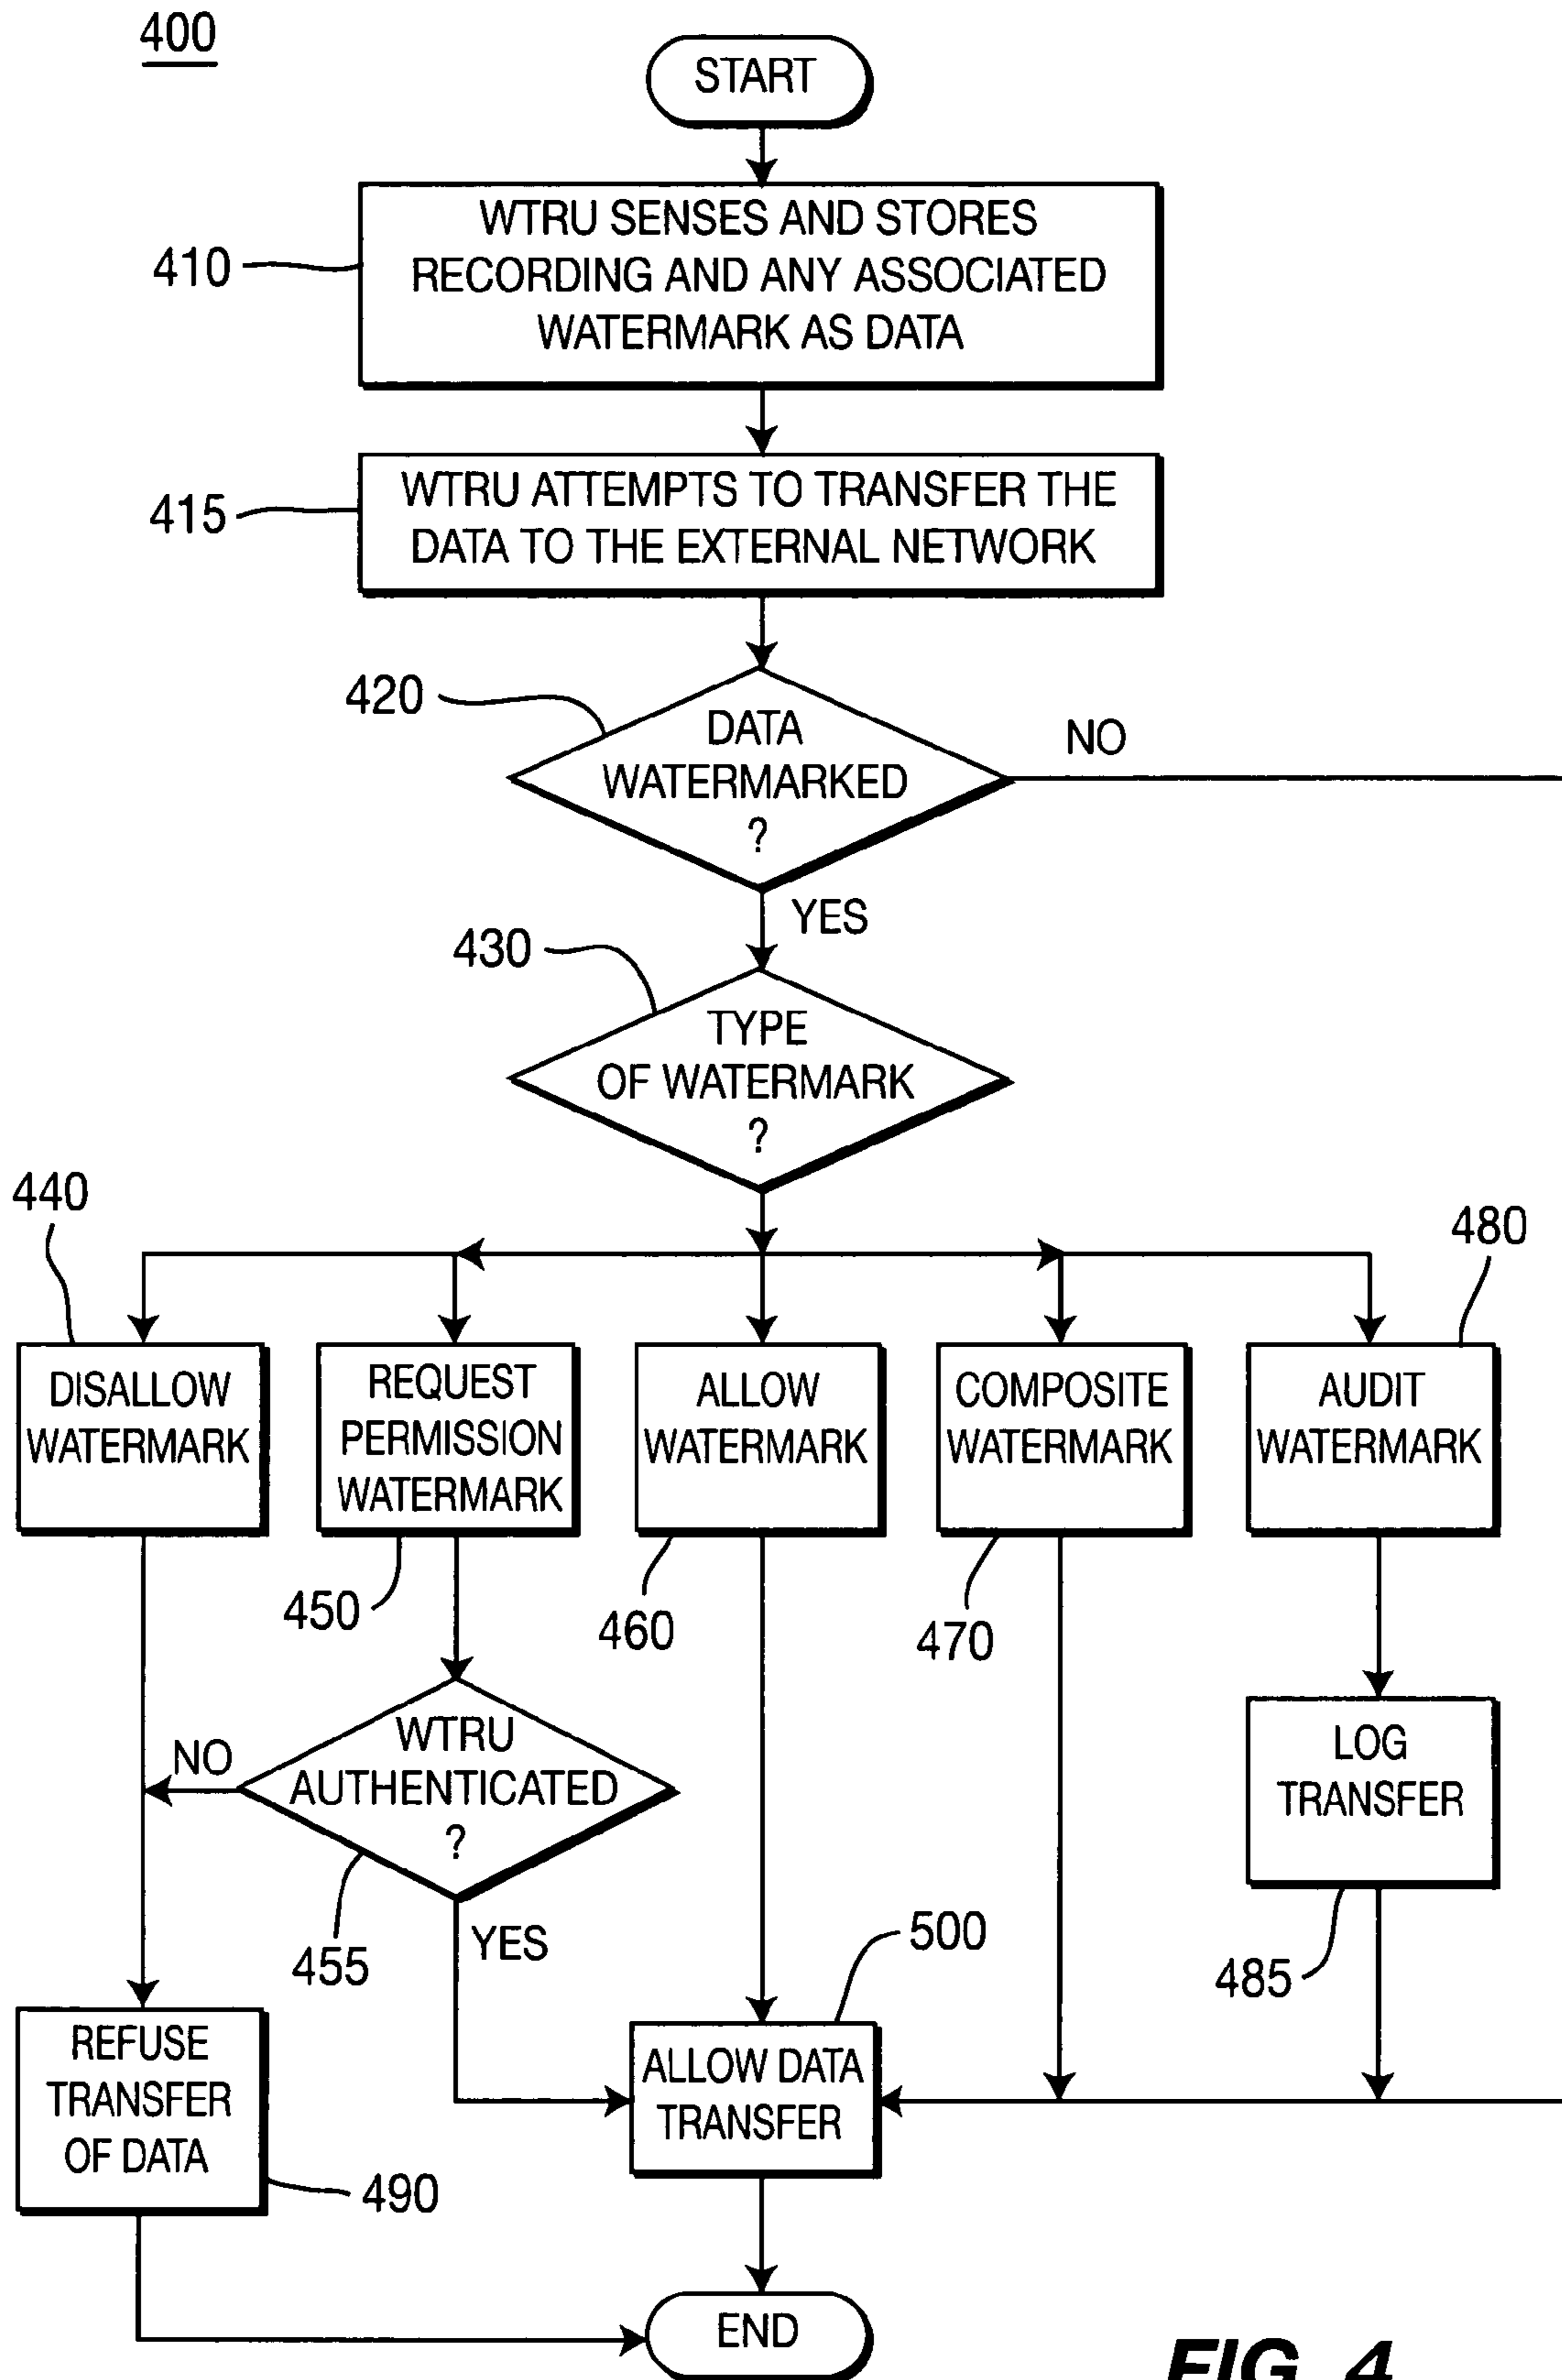 400
START
WTRU SENSES AND STORES
RECORDING AND ANY ASSOCIATED
WATERMARK AS DATA
410
WTRU ATTEMPTS TO TRANSFER THE
DATA TO THE EXTERNAL NETWORK
415
420
DATA
WATERMARKED
?
NO
YES
430
TYPE
OF WATERMARK
?
440
480
DISALLOW
WATERMARK
REQUEST
PERMISSION
WATERMARK
ALLOW
WATERMARK
COMPOSITE
WATERMARK
AUDIT
WATERMARK
450
460
470
WTRU
AUTHENTICATED
?
NO
YES
455
LOG
TRANSFER
485
500
REFUSE
TRANSFER
OF DATA
490
ALLOW DATA
TRANSFER
END
FIG. 4